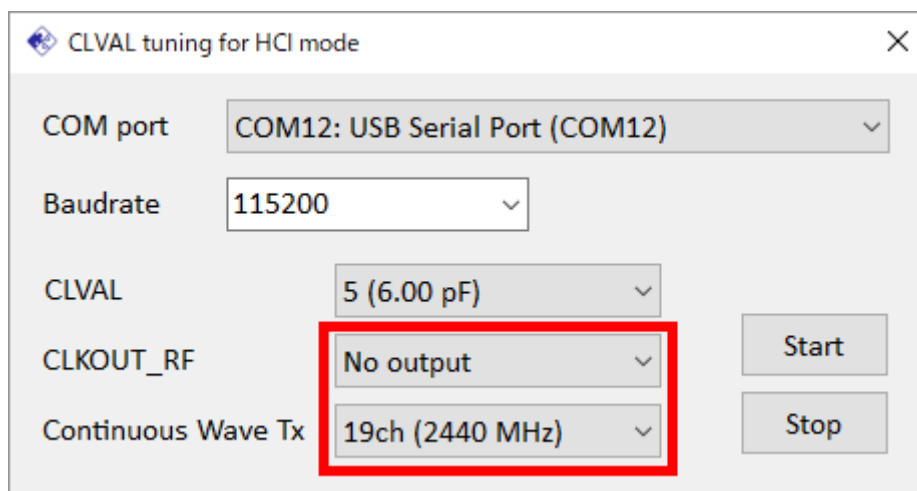 CLVAL tuning for HCI mode
COM port COM12: USB Serial Port (COM12)
Baudrate 115200
CLVAL 5 (6.00 pF)
CLKOUT_RF No output Start
Continuous Wave Tx 19ch (2440 MHz) Stop